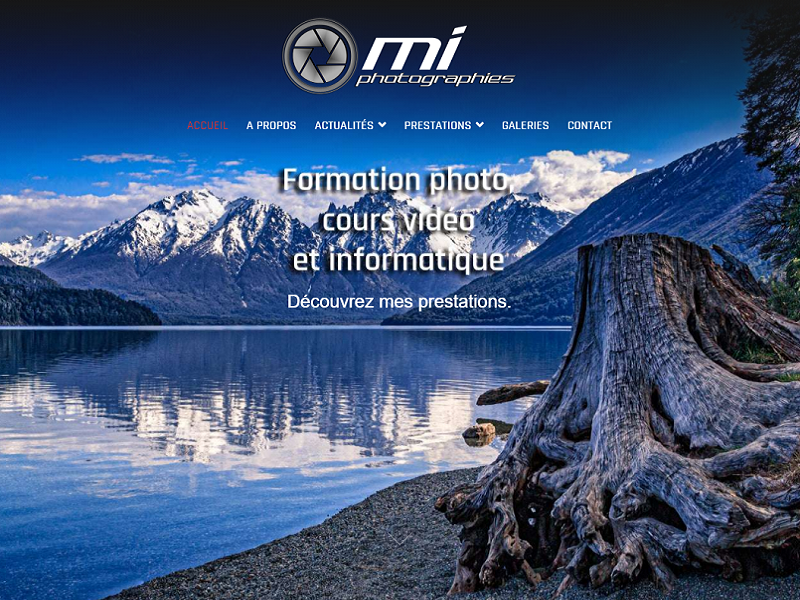 mi
photographies
ACCUEIL A PROPOS ACTUALITÉS PRESTATIONS GALERIES CONTACT
Formation photo,
cours vidéo
et informatique
Découvrez mes prestations.